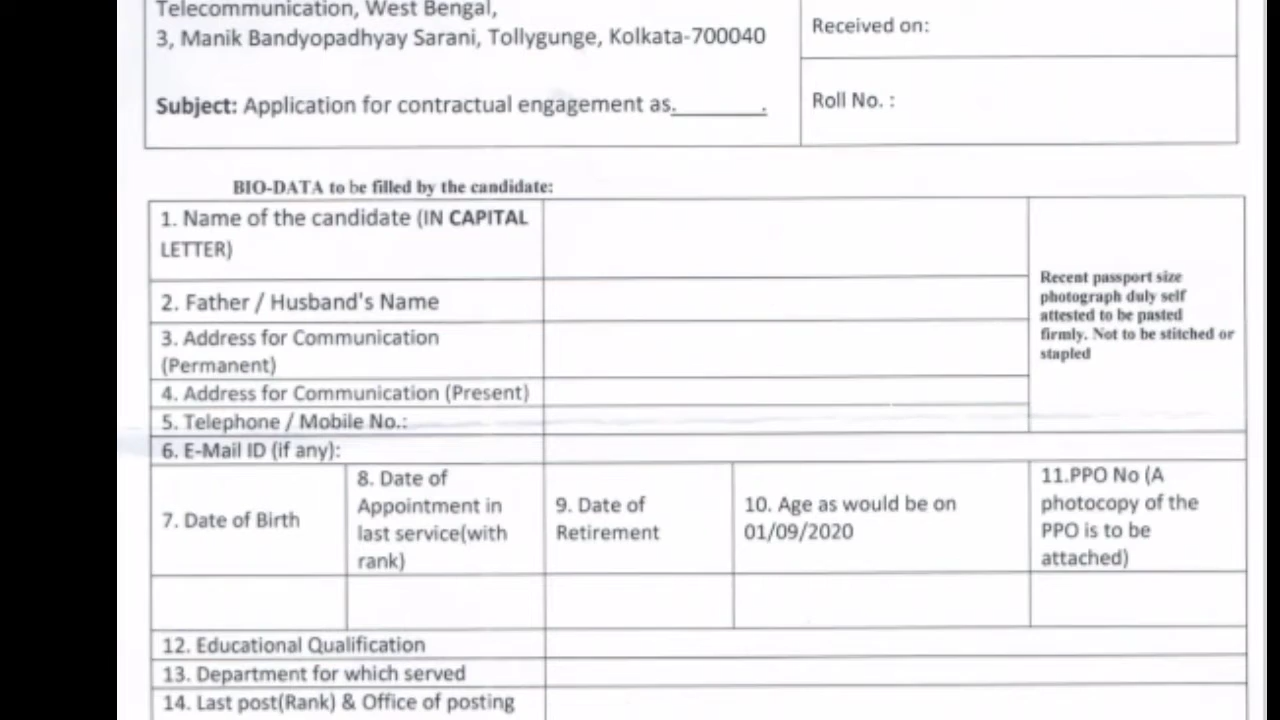 Telecommunication, West Bengal,
3, Manik Bandyopadhyay Sarani, Tollygunge, Kolkata-700040
Subject: Application for contractual engagement as._______.
Received on:
Roll No. :
BIO-DATA to be filled by the candidate:
1. Name of the candidate (IN CAPITAL
LETTER)
Recent passport size
photograph duly self
attested to be pasted
firmly. Not to be stitched or
stapled
2. Father / Husband's Name
3. Address for Communication
(Permanent)
4. Address for Communication (Present)
5. Telephone / Mobile No.:
6. E-Mail ID (if any):
7. Date of Birth
8. Date of
Appointment in
last service(with
rank)
9. Date of
Retirement
10. Age as would be on
01/09/2020
11.PPO No (A
photocopy of the
PPO is to be
attached)
12. Educational Qualification
13. Department for which served
14. Last post(Rank) & Office of posting